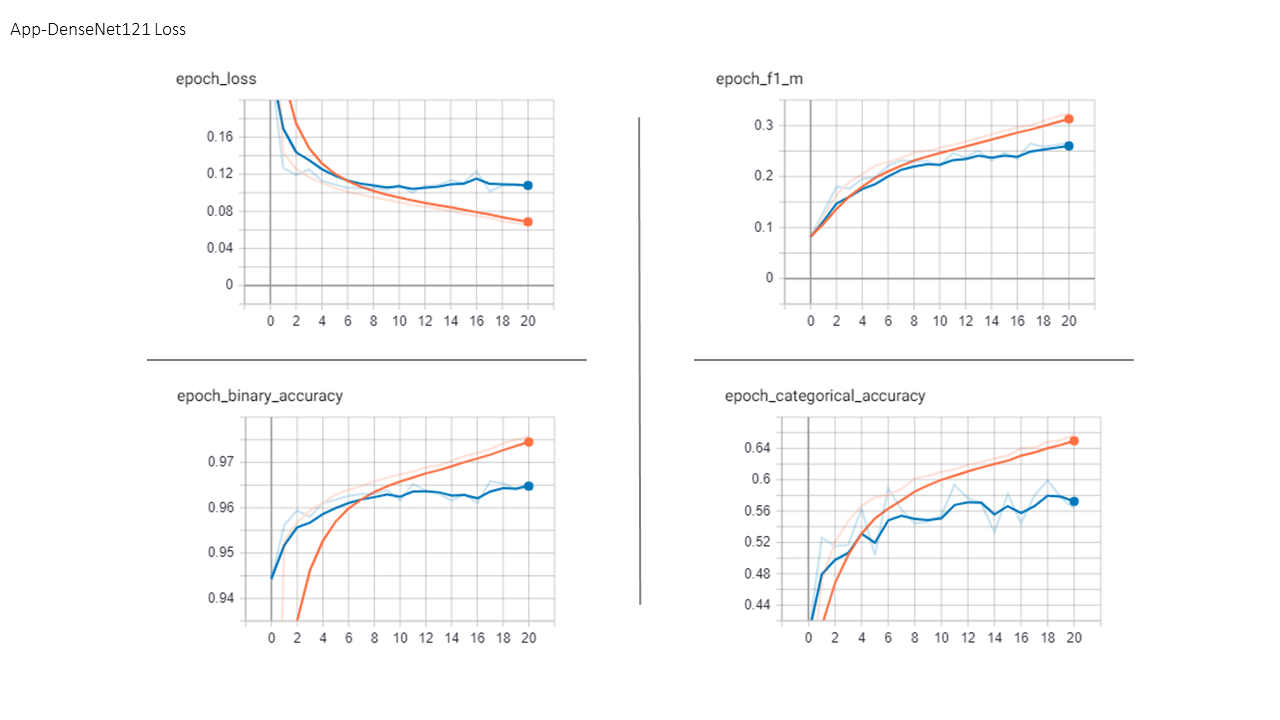 App-DenseNet121 Loss
epoch_loss
0.16
0.12
0.08
0.04
0
0 2 4 6 8 10 12 14 16 18 20
epoch_f1_m
0.3
0.2
0.1
0
0 2 4 6 8 10 12 14 16 18 20
epoch_binary_accuracy
0.97
0.96
0.95
0.94
0 2 4 6 8 10 12 14 16 18 20
epoch_categorical_accuracy
0.64
0.6
0.56
0.52
0.48
0.44
0 2 4 6 8 10 12 14 16 18 20